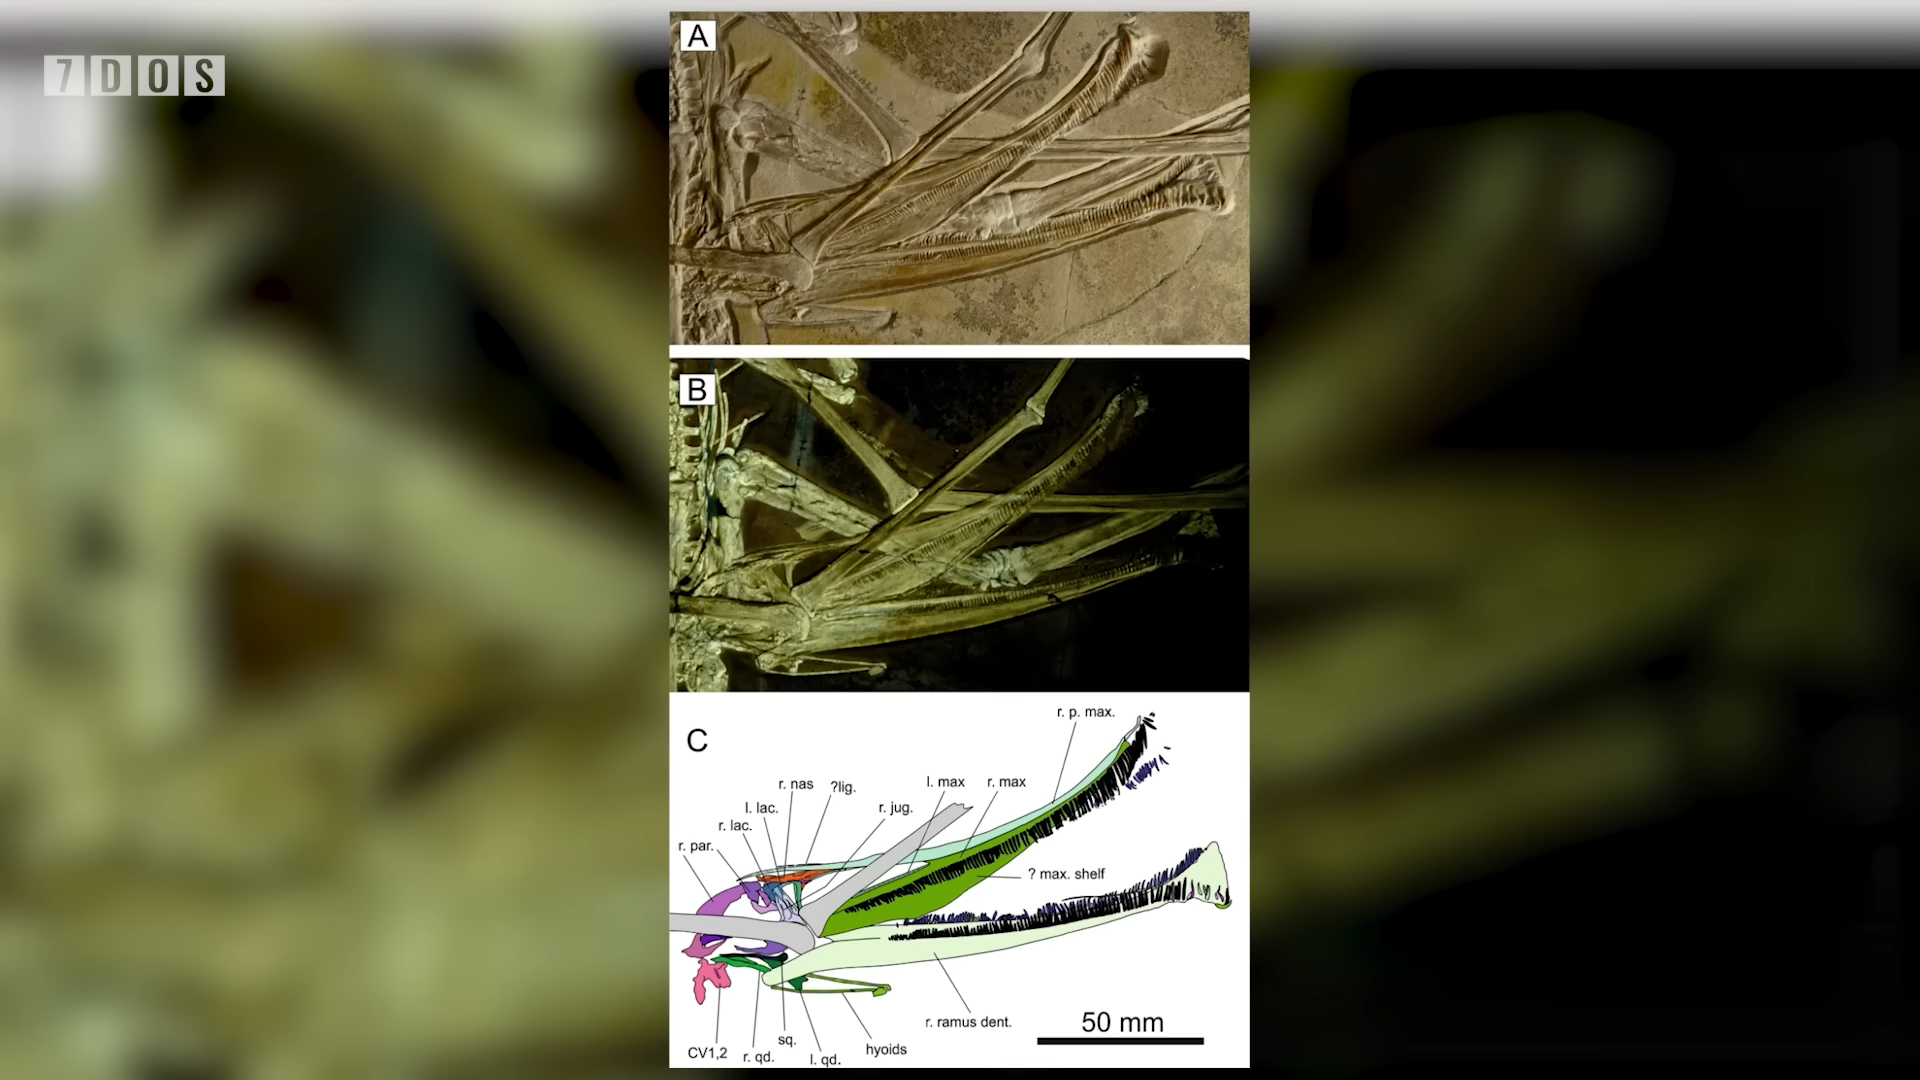 7DOS
A
B
C
r. p. max.
r. nas
?lig.
l. max
r. max
l. lac.
r. jug.
r. lac.
r. par.
? max. shelf
r. ramus dent.
50 mm
sq.
hyoids
CV1,2
r. qd.
l. qd.